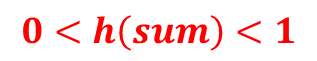 0 < h(sum) < 1